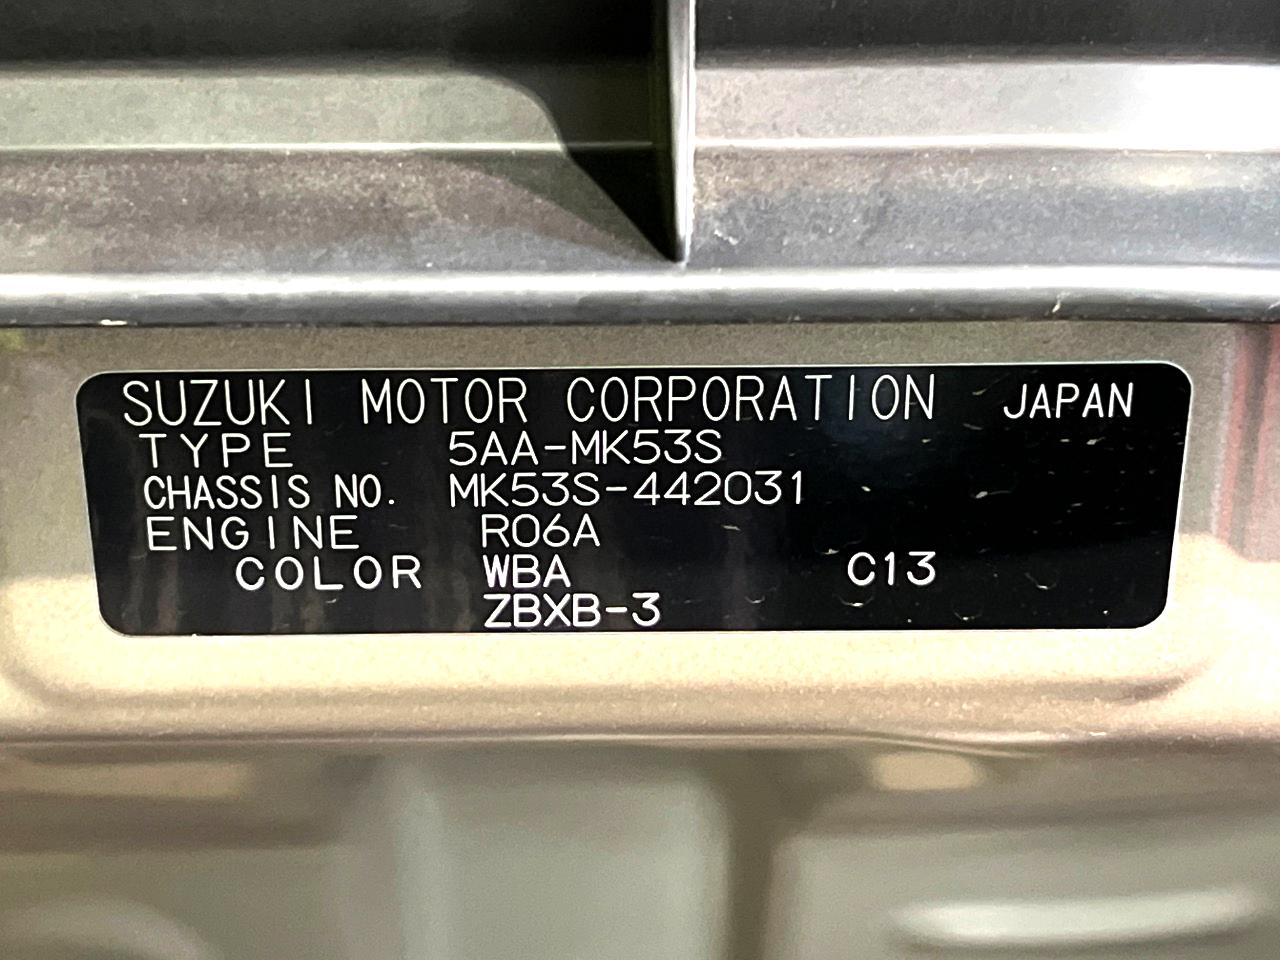 SUZUKI MOTOR CORPORATION JAPAN
TYPE 5AA-MK53S
CHASSIS NO. MK53S-442031
ENGINE R06A
COLOR WBA C13
ZBXB-3